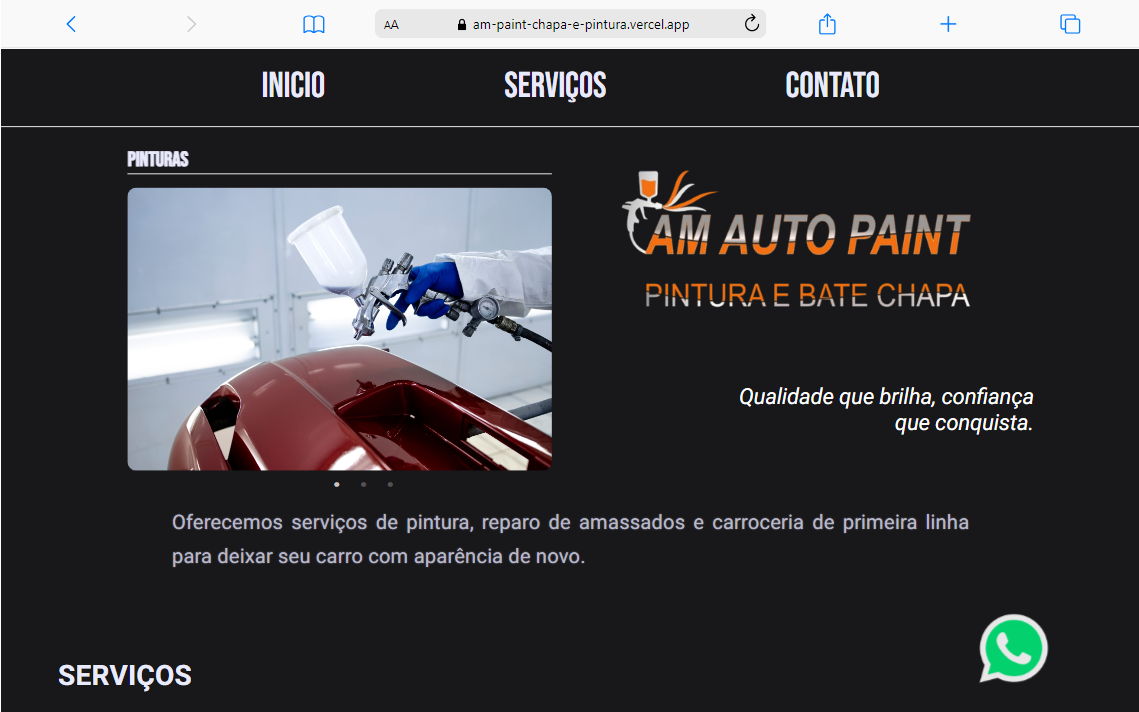 AA am-paint-chapa-e-pintura.vercel.app
INICIO SERVIÇOS CONTATO
PINTURAS
AM AUTO PAINT
PINTURA E BATE CHAPA
Qualidade que brilha, confiança
que conquista.
Oferecemos serviços de pintura, reparo de amassados e carroceria de primeira linha
para deixar seu carro com aparência de novo.
SERVIÇOS